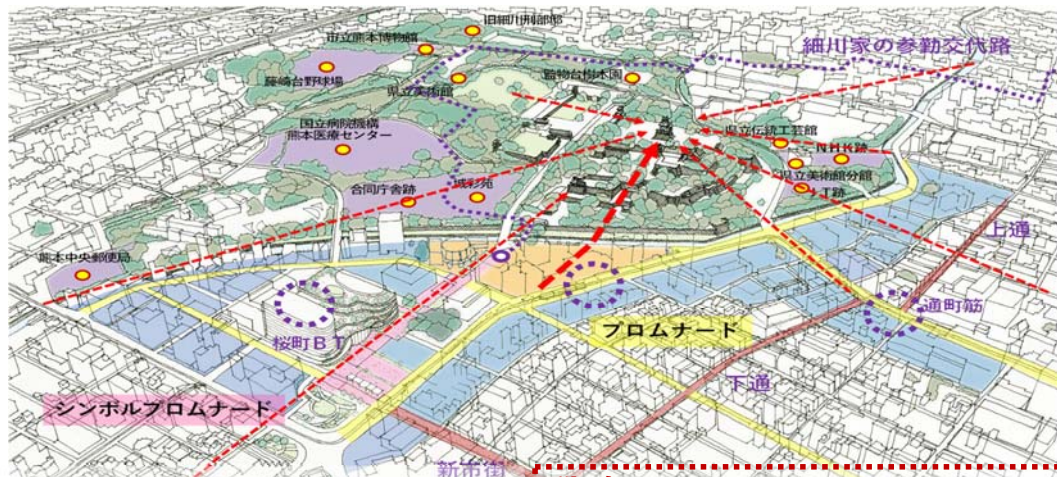 旧細川刑部邸
市立熊本博物館
細川家の参勤交代路
藤崎台野球場
県立美術館
監物台樹木園
国立病院機構
熊本医療センター
県立伝統工芸館
NHK跡
合同庁舎跡
城彩苑
県立美術館分館
上通
熊本中央郵便局
通町筋
桜町BT
プロムナード
下通
シンボルプロムナード
新市街